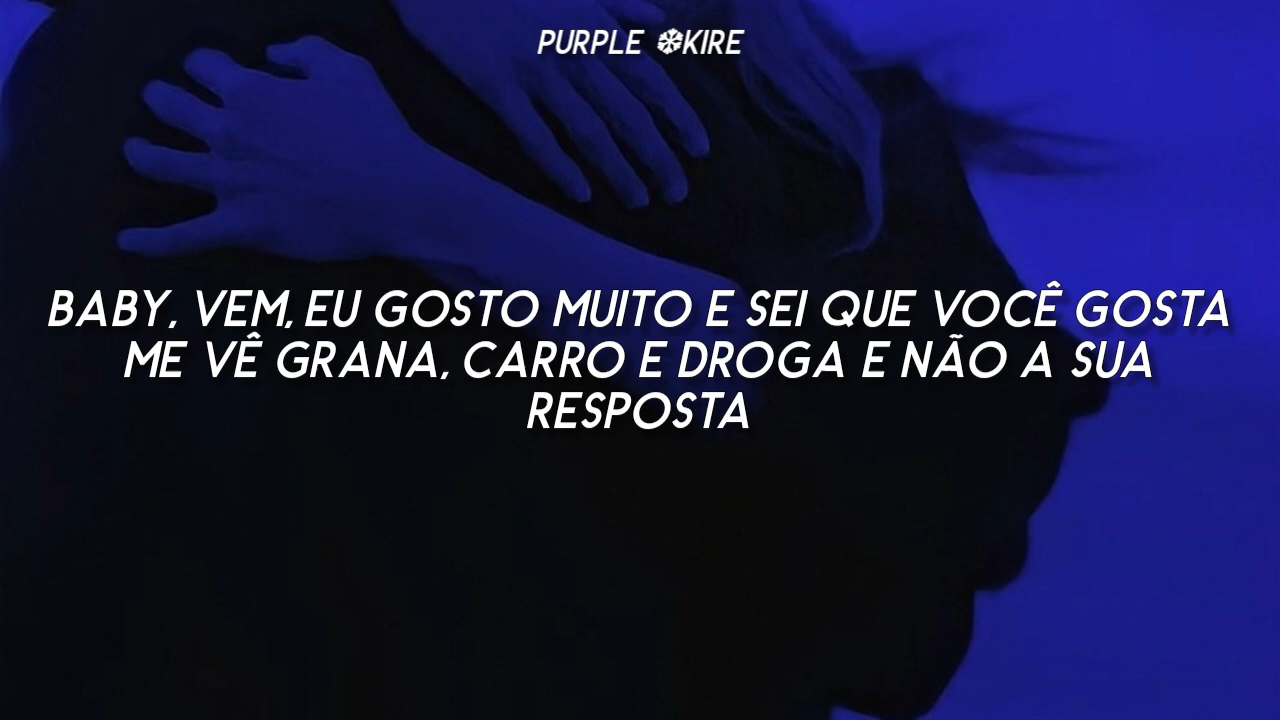 PURPLE ❄KIRE
BABY, VEM, EU GOSTO MUITO E SEI QUE VOCÊ GOSTA
ME VÊ GRANA, CARRO E DROGA E NÃO A SUA
RESPOSTA